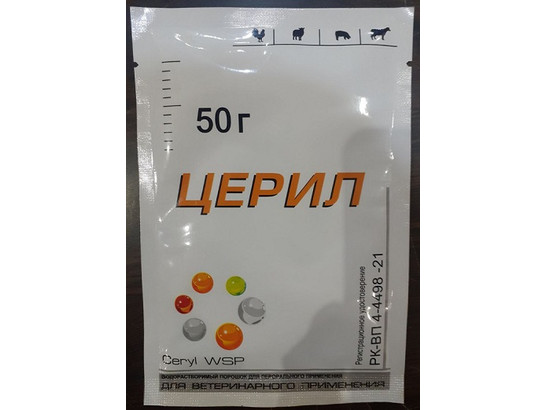 50 г
ЦЕРИЛ
Регистрационное удостоверение
РК-ВП 4-4498 -21
Ceryl WSP
ВОДОРАСТВОРИМЫЙ ПОРОШОК ДЛЯ ПЕРОРАЛЬНОГО ПРИМЕНЕНИЯ
ДЛЯ ВЕТЕРИНАРНОГО ПРИМЕНЕНИЯ